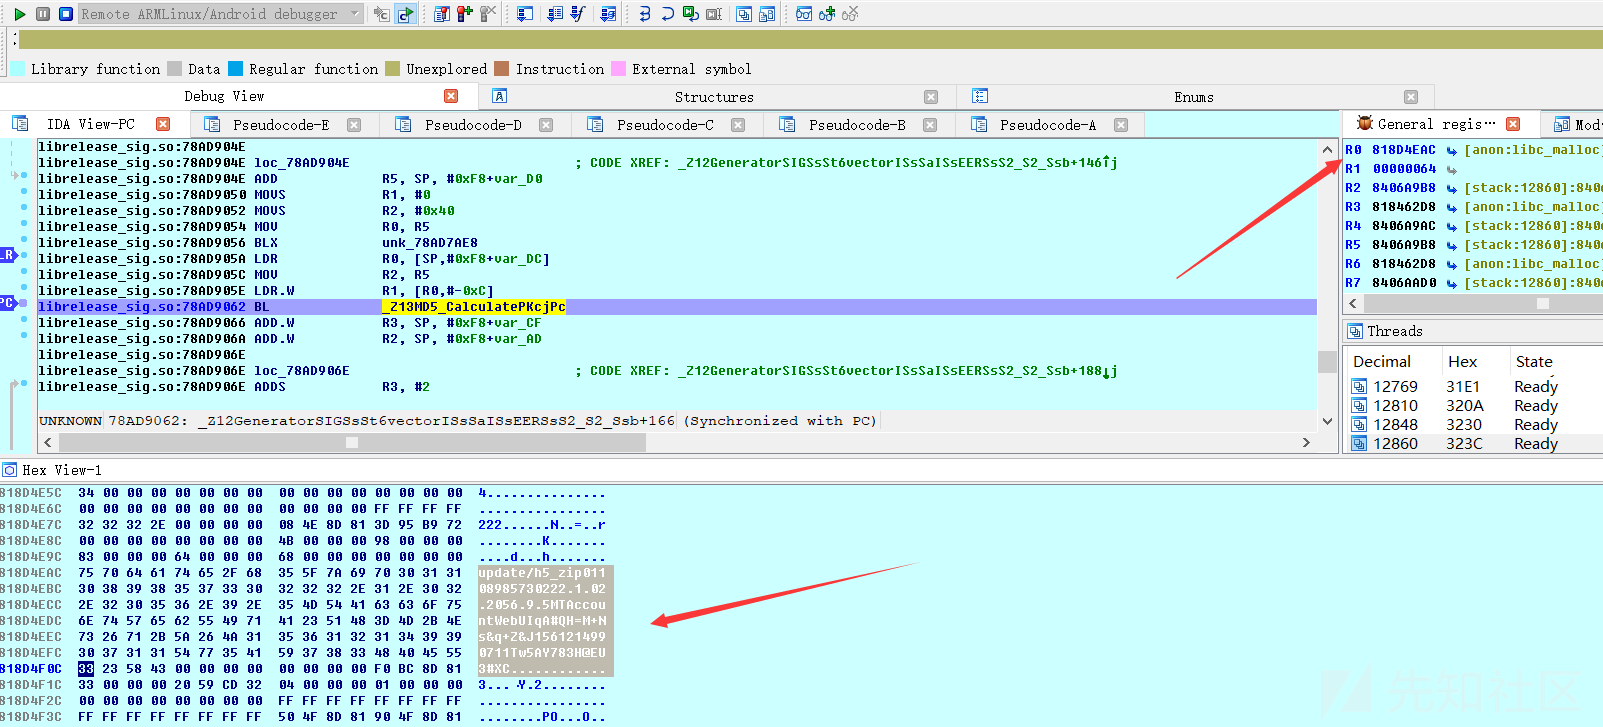 Remote ARMLinux/Android debugger
Library function Data Regular function Unexplored Instruction External symbol
Debug View Structures Enums
IDA View-PC Pseudocode-E Pseudocode-D Pseudocode-C Pseudocode-B Pseudocode-A General regis… Mod
librelease_sig.so:78AD904E
librelease_sig.so:78AD904E loc_78AD904E ; CODE XREF: _Z12GeneratorSIGSsSt6vectorISsSaISsEERSsS2_S2_Ssb+146↑j
librelease_sig.so:78AD904E ADD R5, SP, #0xF8+var_D0
librelease_sig.so:78AD9050 MOVS R1, #0
librelease_sig.so:78AD9052 MOVS R2, #0x40
librelease_sig.so:78AD9054 MOV R0, R5
librelease_sig.so:78AD9056 BLX unk_78AD7AE8
librelease_sig.so:78AD905A LDR R0, [SP,#0xF8+var_DC]
librelease_sig.so:78AD905C MOV R2, R5
librelease_sig.so:78AD905E LDR.W R1, [R0,#-0xC]
librelease_sig.so:78AD9062 BL _Z13MD5_CalculatePKcjPc
librelease_sig.so:78AD9066 ADD.W R3, SP, #0xF8+var_CF
librelease_sig.so:78AD906A ADD.W R2, SP, #0xF8+var_AD
librelease_sig.so:78AD906E
librelease_sig.so:78AD906E loc_78AD906E ; CODE XREF: _Z12GeneratorSIGSsSt6vectorISsSaISsEERSsS2_S2_Ssb+188↓j
librelease_sig.so:78AD906E ADDS R3, #2
LR
PC
UNKNOWN 78AD9062: _Z12GeneratorSIGSsSt6vectorISsSaISsEERSsS2_S2_Ssb+166 (Synchronized with PC)
R0 818D4EAC [anon:libc_malloc]
R1 00000064
R2 8406A9B8 [stack:12860]:8406
R3 818462D8 [anon:libc_malloc]
R4 8406A9AC [stack:12860]:8406
R5 8406A9B8 [stack:12860]:8406
R6 818462D8 [anon:libc_malloc]
R7 8406AAD0 [stack:12860]:8406
Threads
Decimal Hex State
12769 31E1 Ready
12810 320A Ready
12848 3230 Ready
12860 323C Ready
Hex View-1
818D4E5C 34 00 00 00 00 00 00 00 00 00 00 00 00 00 00 00 4...............
818D4E6C 00 00 00 00 00 00 00 00 00 00 00 00 FF FF FF FF ................
818D4E7C 32 32 32 2E 00 00 00 00 08 4E 8D 81 3D 95 B9 72 222......N..=..r
818D4E8C 00 00 00 00 00 00 00 00 4B 00 00 00 98 00 00 00 ........K.......
818D4E9C 83 00 00 00 64 00 00 00 68 00 00 00 00 00 00 00 ....d...h.......
818D4EAC 75 70 64 61 74 65 2F 68 35 5F 7A 69 70 30 31 31 update/h5_zip011
818D4EBC 30 38 39 38 35 37 33 30 32 32 32 2E 31 2E 30 32 08985730222.1.02
818D4ECC 2E 32 30 35 36 2E 39 2E 35 4D 54 41 63 63 6F 75 .2056.9.5MTAccou
818D4EDC 6E 74 57 65 62 55 49 71 41 23 51 48 3D 4D 2B 4E ntWebUIqA#QH=M+N
818D4EEC 73 26 71 2B 5A 26 4A 31 35 36 31 32 31 34 39 39 s&q+Z&J156121499
818D4EFC 30 37 31 31 54 77 35 41 59 37 38 33 48 40 45 55 0711Tw5AY783H@EU
818D4F0C 33 23 58 43 00 00 00 00 00 00 00 00 F0 BC 8D 81 3#XC............
818D4F1C 33 00 00 00 20 59 CD 32 04 00 00 00 01 00 00 00 3... Y.2........
818D4F2C 00 00 00 00 00 00 00 00 FF FF FF FF FF FF FF FF ................
818D4F3C FF FF FF FF FF FF FF FF 50 4F 8D 81 90 4F 8D 81 ........PO...O..
先知社区